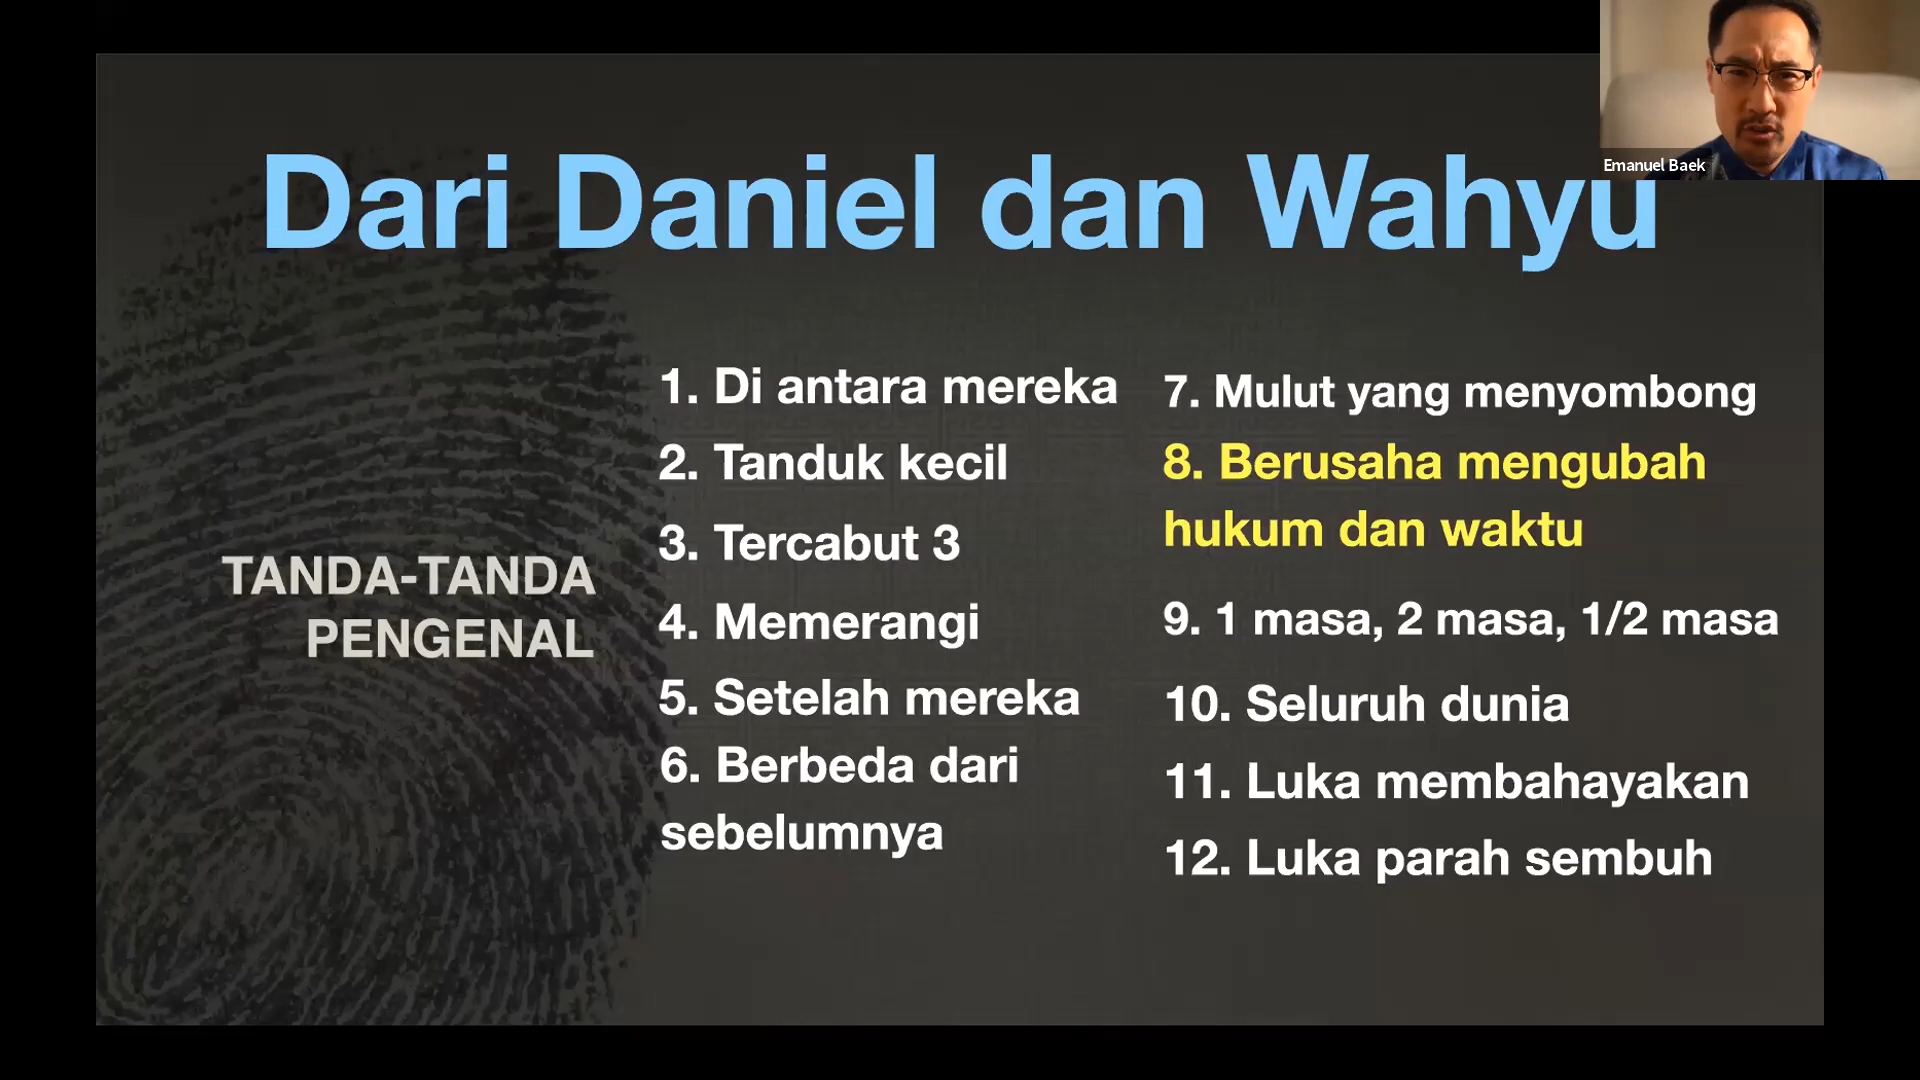 Emanuel Baek
Dari Daniel dan Wahyu
TANDA-TANDA
PENGENAL
1. Di antara mereka
2. Tanduk kecil
3. Tercabut 3
4. Memerangi
5. Setelah mereka
6. Berbeda dari
sebelumnya
7. Mulut yang menyombong
8. Berusaha mengubah
hukum dan waktu
9. 1 masa, 2 masa, 1/2 masa
10. Seluruh dunia
11. Luka membahayakan
12. Luka parah sembuh